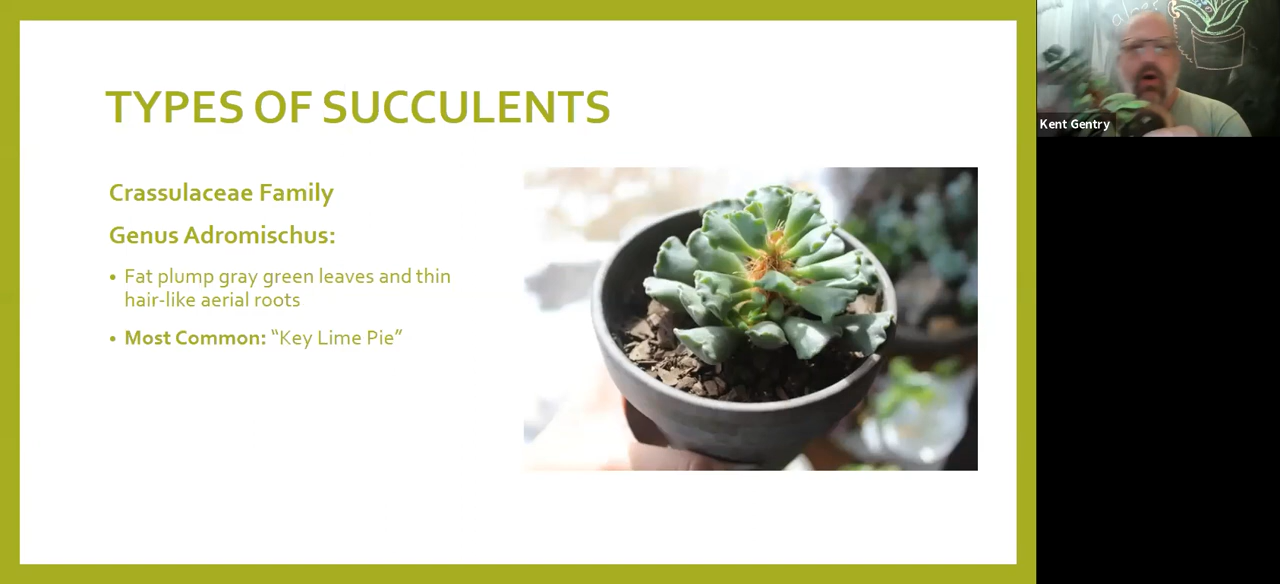 TYPES OF SUCCULENTS
Crassulaceae Family
Genus Adromischus:
• Fat plump gray green leaves and thin
hair-like aerial roots
• Most Common: “Key Lime Pie”
Kent Gentry